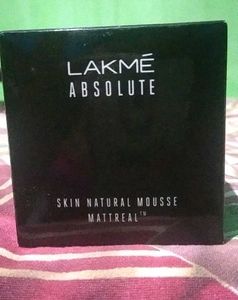 LAKMÉ
ABSOLUTE
SKIN NATURAL MOUSSE
MATTREAL™